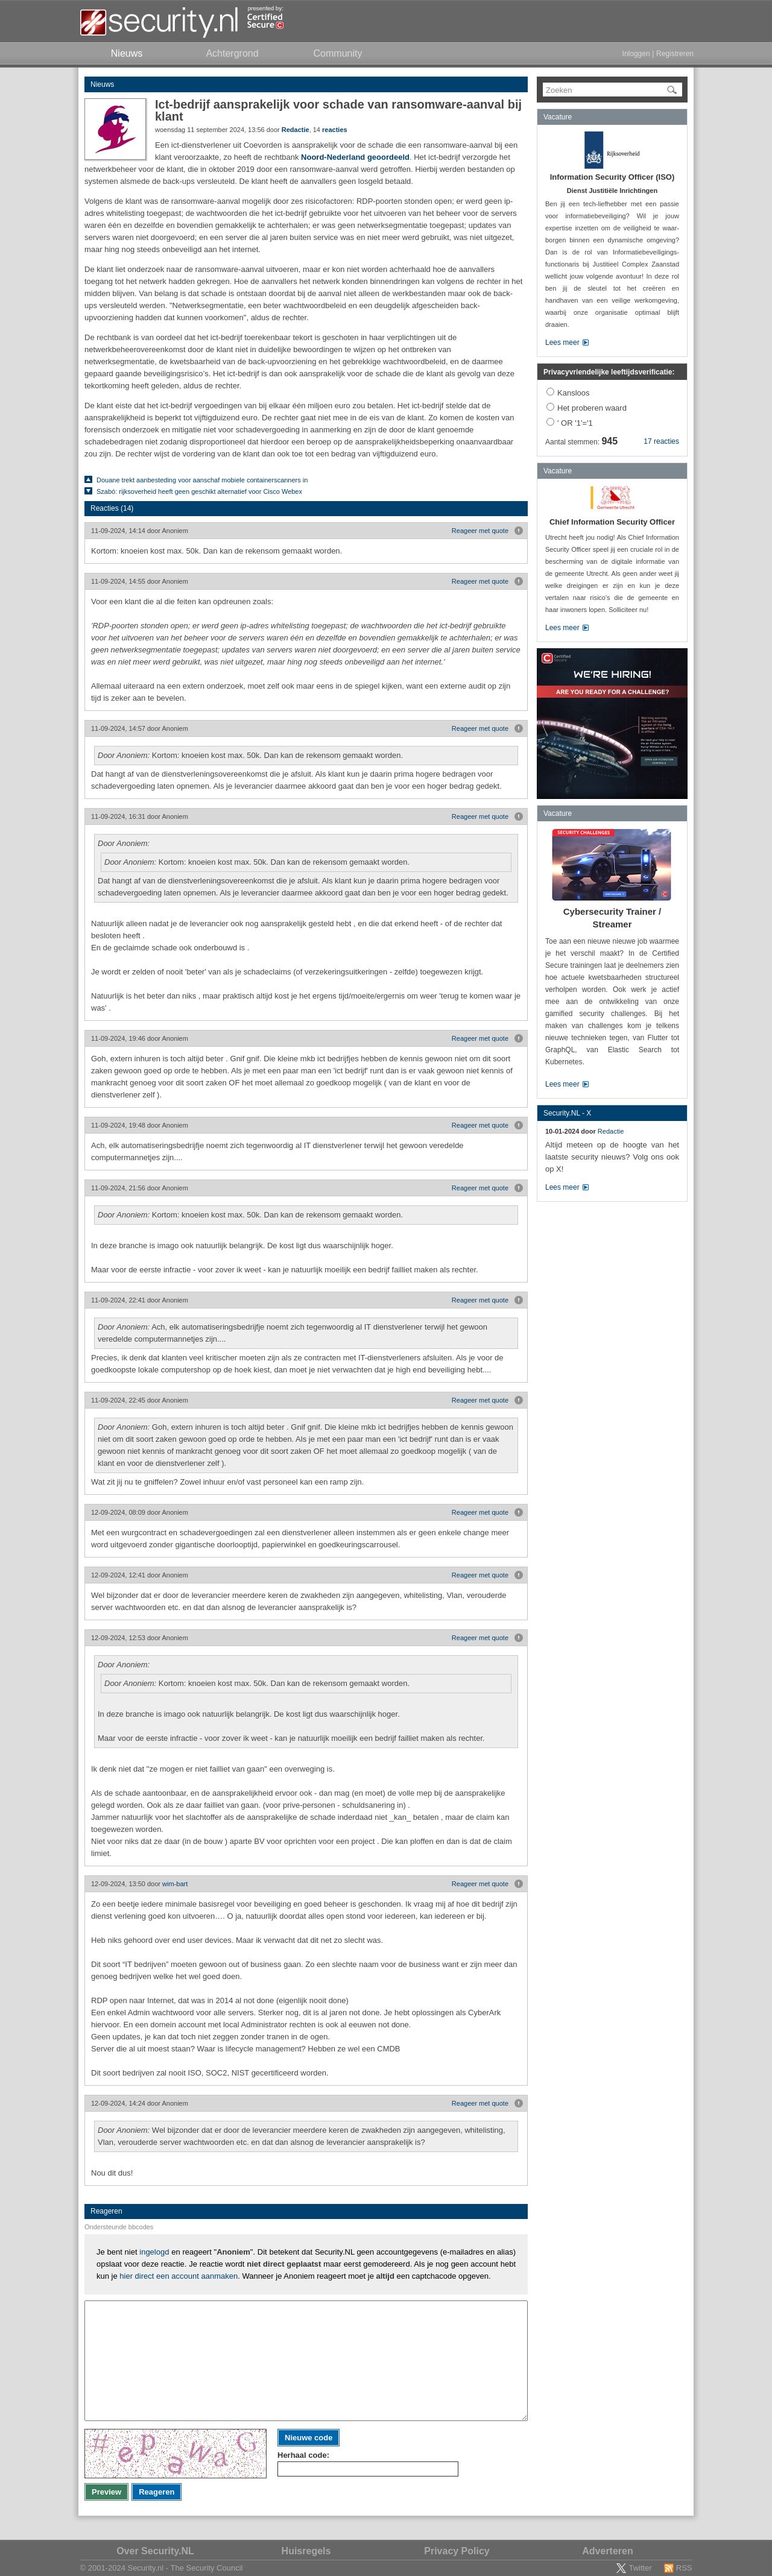 security.nl
presented by:
Certified
Secure
Nieuws
Achtergrond
Community
Inloggen | Registreren
Nieuws
Ict-bedrijf aansprakelijk voor schade van ransomware-aanval bij
klant
woensdag 11 september 2024, 13:56 door Redactie, 14 reacties
Een ict-dienstverlener uit Coevorden is aansprakelijk voor de schade die een ransomware-aanval bij een
klant veroorzaakte, zo heeft de rechtbank Noord-Nederland geoordeeld. Het ict-bedrijf verzorgde het
netwerkbeheer voor de klant, die in oktober 2019 door een ransomware-aanval werd getroffen. Hierbij werden bestanden op
systemen alsmede de back-ups versleuteld. De klant heeft de aanvallers geen losgeld betaald.
Volgens de klant was de ransomware-aanval mogelijk door zes risicofactoren: RDP-poorten stonden open; er werd geen ip-
adres whitelisting toegepast; de wachtwoorden die het ict-bedrijf gebruikte voor het uitvoeren van het beheer voor de servers
waren één en dezelfde en bovendien gemakkelijk te achterhalen; er was geen netwerksegmentatie toegepast; updates van
servers waren niet doorgevoerd; en een server die al jaren buiten service was en niet meer werd gebruikt, was niet uitgezet,
maar hing nog steeds onbeveiligd aan het internet.
De klant liet onderzoek naar de ransomware-aanval uitvoeren, maar er kon niet worden achterhaald hoe de aanvallers
toegang tot het netwerk hadden gekregen. Hoe de aanvallers het netwerk konden binnendringen kan volgens de rechter in het
midden blijven. Van belang is dat schade is ontstaan doordat bij de aanval niet alleen de werkbestanden maar ook de back-
ups versleuteld werden. "Netwerksegmentatie, een beter wachtwoordbeleid en een deugdelijk afgescheiden back-
upvoorziening hadden dat kunnen voorkomen", aldus de rechter.
De rechtbank is van oordeel dat het ict-bedrijf toerekenbaar tekort is geschoten in haar verplichtingen uit de
netwerkbeheerovereenkomst door de klant niet in duidelijke bewoordingen te wijzen op het ontbreken van
netwerksegmentatie, de kwetsbaarheid van de back-upvoorziening en het gebrekkige wachtwoordbeleid, en de daarmee
gepaard gaande beveiligingsrisico's. Het ict-bedrijf is dan ook aansprakelijk voor de schade die de klant als gevolg van deze
tekortkoming heeft geleden, aldus de rechter.
De klant eiste dat het ict-bedrijf wordt veroordeeld tot betaling van bij elkaar één miljoen euro zou betalen. Het ict-bedrijf stelde dat de
aansprakelijkheid is beperkt tot vijftigduizend euro. De rechter gaat niet mee in de eis van de klant. Zo komen de kosten van
forensisch onderzoek niet voor vergoeding in aanmerking, aldus de rechter. De overige door de klant genoemde
schadebedragen niet zodanig disproportioneel dat hierdoor een beroep op de aansprakelijkheidsbeperking onaanvaardbaar
zou zijn. De rechter komt tot het oordeel van een verlies van vijftigduizend euro.
Douane trekt aanbesteding voor aanschaf mobiele containerscanners in
Szabó: rijksoverheid heeft geen geschikt alternatief voor Cisco Webex
Reacties (14)
11-09-2024, 14:14 door Anoniem
Reageer met quote
Kortom: knoeien kost max. 50k. Dan kan de rekensom gemaakt worden.
11-09-2024, 14:55 door Anoniem
Reageer met quote
Voor een klant die al die feiten kan opdreunen zoals:
'RDP-poorten stonden open; er werd geen ip-adres whitelisting toegepast; de wachtwoorden die het ict-bedrijf gebruikte
voor het uitvoeren van het beheer voor de servers waren één en dezelfde en bovendien gemakkelijk te achterhalen; er was
geen netwerksegmentatie toegepast; updates van servers waren niet doorgevoerd; en een server die al jaren buiten service
was en niet meer werd gebruikt, was niet uitgezet, maar hing nog steeds onbeveiligd aan het internet.'
Allemaal uiteraard na een extern onderzoek, moet zelf ook maar eens in de spiegel kijken, want een externe audit op zijn
tijd is zeker aan te bevelen.
11-09-2024, 14:57 door Anoniem
Reageer met quote
Door Anoniem: Kortom: knoeien kost max. 50k. Dan kan de rekensom gemaakt worden.
Dat hangt af van de dienstverleningsovereenkomst die je afsluit. Als klant kun je daarin prima hogere bedragen voor
schadevergoeding laten opnemen. Als je leverancier daarmee akkoord gaat dan ben je voor een hoger bedrag gedekt.
11-09-2024, 16:31 door Anoniem
Reageer met quote
Door Anoniem:
Door Anoniem: Kortom: knoeien kost max. 50k. Dan kan de rekensom gemaakt worden.
Dat hangt af van de dienstverleningsovereenkomst die je afsluit. Als klant kun je daarin prima hogere bedragen voor
schadevergoeding laten opnemen. Als je leverancier daarmee akkoord gaat dan ben je voor een hoger bedrag gedekt.
Natuurlijk alleen nadat je de leverancier ook nog aansprakelijk gesteld hebt , en die dat erkend heeft - of de rechter dat
besloten heeft .
En de geclaimde schade ook onderbouwd is .
Je wordt er zelden of nooit 'beter' van als je schadeclaims (of verzekeringsuitkeringen - zelfde) toegewezen krijgt.
Natuurlijk is het beter dan niks , maar praktisch altijd kost je het ergens tijd/moeite/ergernis om weer 'terug te komen waar je
was' .
11-09-2024, 19:46 door Anoniem
Reageer met quote
Goh, extern inhuren is toch altijd beter . Gnif gnif. Die kleine mkb ict bedrijfjes hebben de kennis gewoon niet om dit soort
zaken gewoon goed op orde te hebben. Als je met een paar man een 'ict bedrijf' runt dan is er vaak gewoon niet kennis of
mankracht genoeg voor dit soort zaken OF het moet allemaal zo goedkoop mogelijk ( van de klant en voor de
dienstverlener zelf ).
11-09-2024, 19:48 door Anoniem
Reageer met quote
Ach, elk automatiseringsbedrijfje noemt zich tegenwoordig al IT dienstverlener terwijl het gewoon veredelde
computermannetjes zijn....
11-09-2024, 21:56 door Anoniem
Reageer met quote
Door Anoniem: Kortom: knoeien kost max. 50k. Dan kan de rekensom gemaakt worden.
In deze branche is imago ook natuurlijk belangrijk. De kost ligt dus waarschijnlijk hoger.
Maar voor de eerste infractie - voor zover ik weet - kan je natuurlijk moeilijk een bedrijf failliet maken als rechter.
11-09-2024, 22:41 door Anoniem
Reageer met quote
Door Anoniem: Ach, elk automatiseringsbedrijfje noemt zich tegenwoordig al IT dienstverlener terwijl het gewoon
veredelde computermannetjes zijn....
Precies, ik denk dat klanten veel kritischer moeten zijn als ze contracten met IT-dienstverleners afsluiten. Als je voor de
goedkoopste lokale computershop op de hoek kiest, dan moet je niet verwachten dat je high end beveiliging hebt....
11-09-2024, 22:45 door Anoniem
Reageer met quote
Door Anoniem: Goh, extern inhuren is toch altijd beter . Gnif gnif. Die kleine mkb ict bedrijfjes hebben de kennis gewoon
niet om dit soort zaken gewoon goed op orde te hebben. Als je met een paar man een 'ict bedrijf' runt dan is er vaak
gewoon niet kennis of mankracht genoeg voor dit soort zaken OF het moet allemaal zo goedkoop mogelijk ( van de
klant en voor de dienstverlener zelf ).
Wat zit jij nu te gniffelen? Zowel inhuur en/of vast personeel kan een ramp zijn.
12-09-2024, 08:09 door Anoniem
Reageer met quote
Met een wurgcontract en schadevergoedingen zal een dienstverlener alleen instemmen als er geen enkele change meer
word uitgevoerd zonder gigantische doorlooptijd, papierwinkel en goedkeuringscarrousel.
12-09-2024, 12:41 door Anoniem
Reageer met quote
Wel bijzonder dat er door de leverancier meerdere keren de zwakheden zijn aangegeven, whitelisting, Vlan, verouderde
server wachtwoorden etc. en dat dan alsnog de leverancier aansprakelijk is?
12-09-2024, 12:53 door Anoniem
Reageer met quote
Door Anoniem:
Door Anoniem: Kortom: knoeien kost max. 50k. Dan kan de rekensom gemaakt worden.
In deze branche is imago ook natuurlijk belangrijk. De kost ligt dus waarschijnlijk hoger.
Maar voor de eerste infractie - voor zover ik weet - kan je natuurlijk moeilijk een bedrijf failliet maken als rechter.
Ik denk niet dat "ze mogen er niet failliet van gaan" een overweging is.
Als de schade aantoonbaar, en de aansprakelijkheid ervoor ook - dan mag (en moet) de volle mep bij de aansprakelijke
gelegd worden. Ook als ze daar failliet van gaan. (voor prive-personen - schuldsanering in) .
Jammer natuurlijk voor het slachtoffer als de aansprakelijke de schade inderdaad niet _kan_ betalen , maar de claim kan
toegewezen worden.
Niet voor niks dat ze daar (in de bouw ) aparte BV voor oprichten voor een project . Die kan ploffen en dan is dat de claim
limiet.
12-09-2024, 13:50 door wim-bart
Reageer met quote
Zo een beetje iedere minimale basisregel voor beveiliging en goed beheer is geschonden. Ik vraag mij af hoe dit bedrijf zijn
dienst verlening goed kon uitvoeren…. O ja, natuurlijk doordat alles open stond voor iedereen, kan iedereen er bij.
Heb niks gehoord over end user devices. Maar ik verwacht dat dit net zo slecht was.
Dit soort “IT bedrijven” moeten gewoon out of business gaan. Zo een slechte naam voor de business want er zijn meer dan
genoeg bedrijven welke het wel goed doen.
RDP open naar Internet, dat was in 2014 al not done (eigenlijk nooit done)
Een enkel Admin wachtwoord voor alle servers. Sterker nog, dit is al jaren not done. Je hebt oplossingen als CyberArk
hiervoor. En een domein account met local Administrator rechten is ook al eeuwen not done.
Geen updates, je kan dat toch niet zeggen zonder tranen in de ogen.
Server die al uit moest staan? Waar is lifecycle management? Hebben ze wel een CMDB
Dit soort bedrijven zal nooit ISO, SOC2, NIST gecertificeerd worden.
12-09-2024, 14:24 door Anoniem
Reageer met quote
Door Anoniem: Wel bijzonder dat er door de leverancier meerdere keren de zwakheden zijn aangegeven, whitelisting,
Vlan, verouderde server wachtwoorden etc. en dat dan alsnog de leverancier aansprakelijk is?
Nou dit dus!
Reageren
Ondersteunde bbcodes
Je bent niet ingelogd en reageert "Anoniem". Dit betekent dat Security.NL geen accountgegevens (e-mailadres en alias)
opslaat voor deze reactie. Je reactie wordt niet direct geplaatst maar eerst gemodereerd. Als je nog geen account hebt
kun je hier direct een account aanmaken. Wanneer je Anoniem reageert moet je altijd een captchacode opgeven.
#epawaG
Nieuwe code
Herhaal code:
Preview
Reageren
Zoeken
Vacature
Rijksoverheid
Information Security Officer (ISO)
Dienst Justitiële Inrichtingen
Ben jij een tech-liefhebber met een passie
voor informatiebeveiliging? Wil je jouw
expertise inzetten om de veiligheid te waar-
borgen binnen een dynamische omgeving?
Dan is de rol van Informatiebeveiligings-
functionaris bij Justitieel Complex Zaanstad
wellicht jouw volgende avontuur! In deze rol
ben jij de sleutel tot het creëren en
handhaven van een veilige werkomgeving,
waarbij onze organisatie optimaal blijft
draaien.
Lees meer
Privacyvriendelijke leeftijdsverificatie:
Kansloos
Het proberen waard
' OR '1'='1
Aantal stemmen: 945
17 reacties
Vacature
Gemeente Utrecht
Chief Information Security Officer
Utrecht heeft jou nodig! Als Chief Information
Security Officer speel jij een cruciale rol in de
bescherming van de digitale informatie van
de gemeente Utrecht. Als geen ander weet jij
welke dreigingen er zijn en kun je deze
vertalen naar risico's die de gemeente en
haar inwoners lopen. Solliciteer nu!
Lees meer
Certified
Secure
WE'RE HIRING!
ARE YOU READY FOR A CHALLENGE?
Vacature
SECURITY CHALLENGES
Cybersecurity Trainer /
Streamer
Toe aan een nieuwe nieuwe job waarmee
je het verschil maakt? In de Certified
Secure trainingen laat je deelnemers zien
hoe actuele kwetsbaarheden structureel
verholpen worden. Ook werk je actief
mee aan de ontwikkeling van onze
gamified security challenges. Bij het
maken van challenges kom je telkens
nieuwe technieken tegen, van Flutter tot
GraphQL, van Elastic Search tot
Kubernetes.
Lees meer
Security.NL - X
10-01-2024 door Redactie
Altijd meteen op de hoogte van het
laatste security nieuws? Volg ons ook
op X!
Lees meer
Over Security.NL
Huisregels
Privacy Policy
Adverteren
© 2001-2024 Security.nl - The Security Council
Twitter
RSS